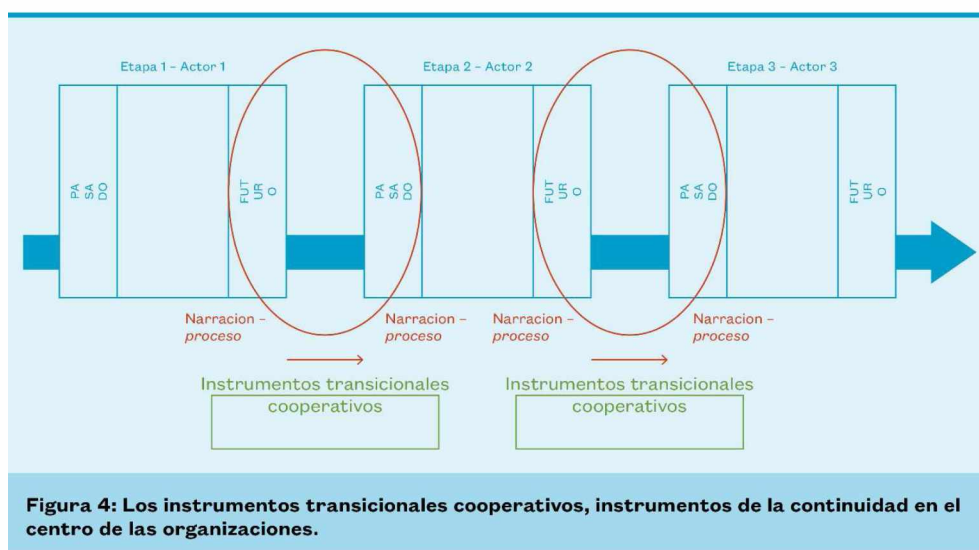 Etapa 1 – Actor 1
Etapa 2 – Actor 2
Etapa 3 – Actor 3
PA
SA
DO
FUT
UR
O
PA
SA
DO
FUT
UR
O
PA
SA
DO
FUT
UR
O
Narracion –
proceso
Narracion –
proceso
Narracion –
proceso
Narracion –
proceso
Instrumentos transicionales
cooperativos
Instrumentos transicionales
cooperativos
Figura 4: Los instrumentos transicionales cooperativos, instrumentos de la continuidad en el
centro de las organizaciones.